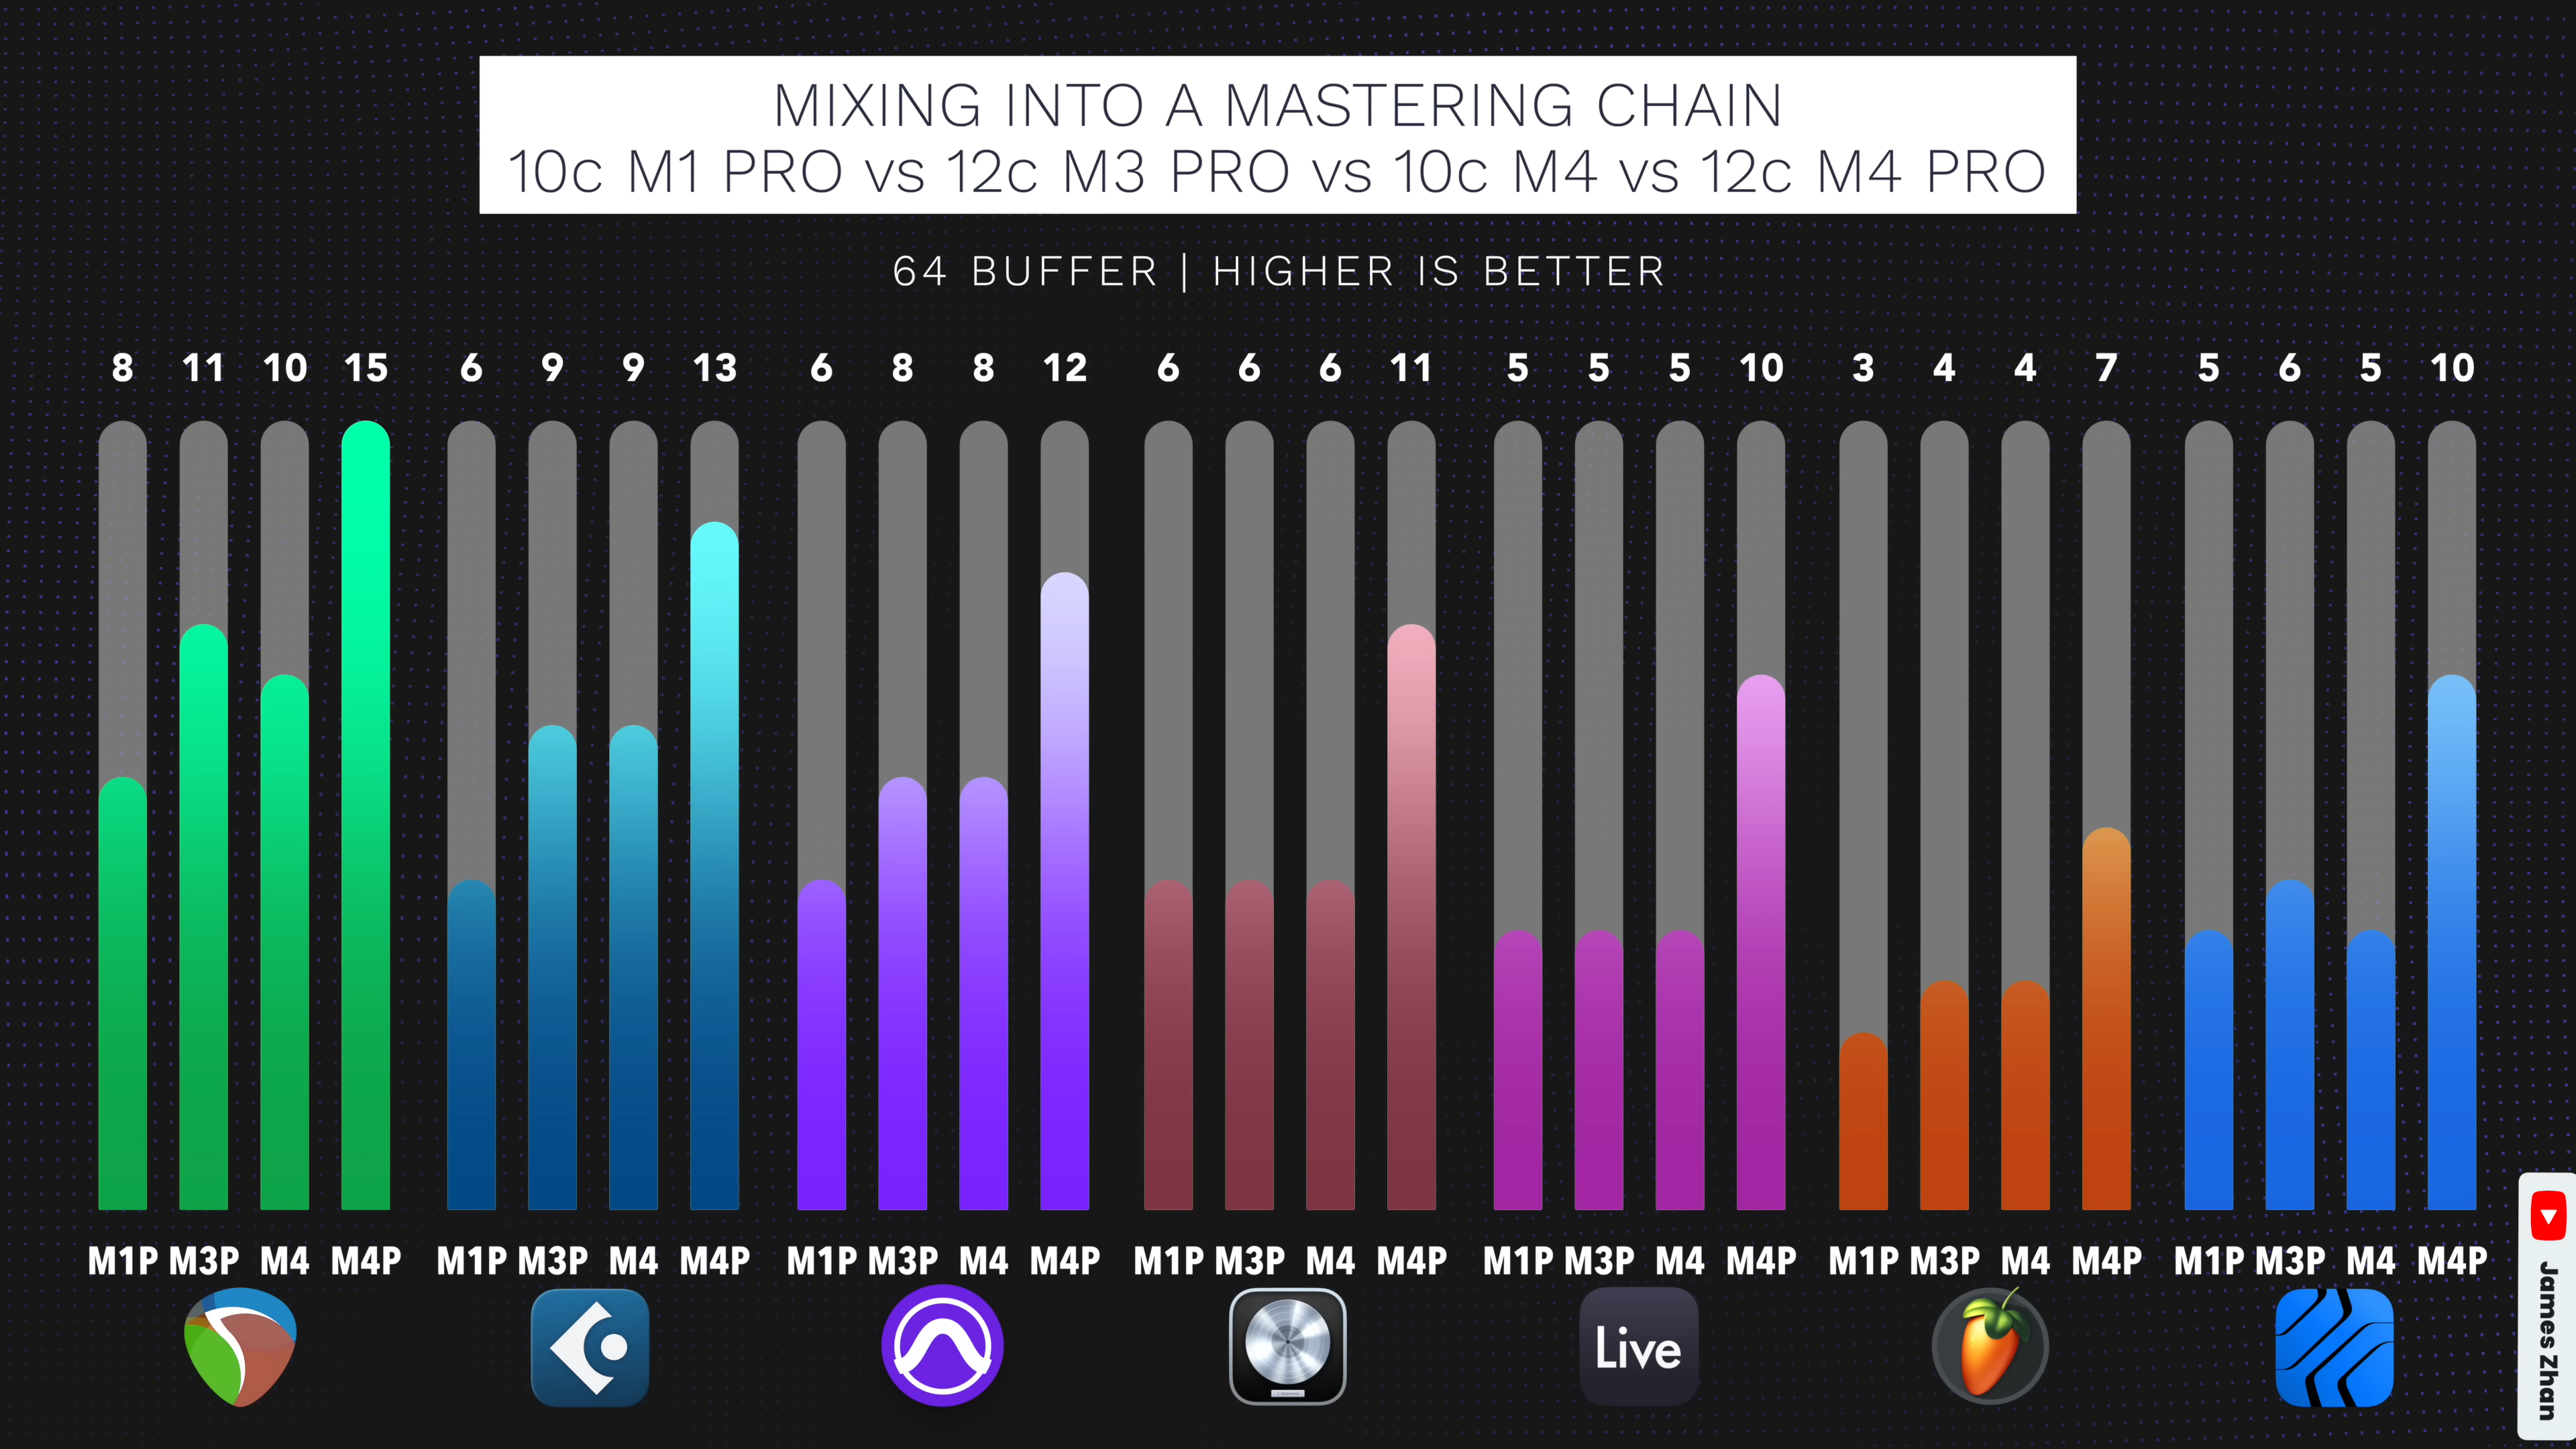 MIXING INTO A MASTERING CHAIN
10c M1 PRO vs 12c M3 PRO vs 10c M4 vs 12c M4 PRO
64 BUFFER | HIGHER IS BETTER
8 11 10 15 6 9 9 13 6 8 8 12 6 6 6 11 5 5 5 10 3 4 4 7 5 6 5 10
M1P M3P M4 M4P M1P M3P M4 M4P M1P M3P M4 M4P M1P M3P M4 M4P M1P M3P M4 M4P M1P M3P M4 M4P M1P M3P M4 M4P
Live
James Zhan